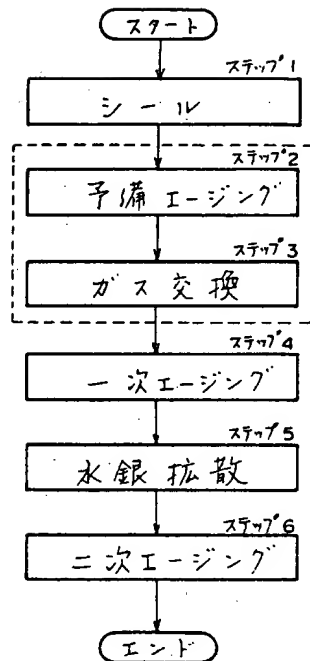 スタート
ステップ1
シール
ステップ2
予備エージング
ステップ3
ガス交換
ステップ4
一次エージング
ステップ5
水銀拡散
ステップ6
二次エージング
エンド